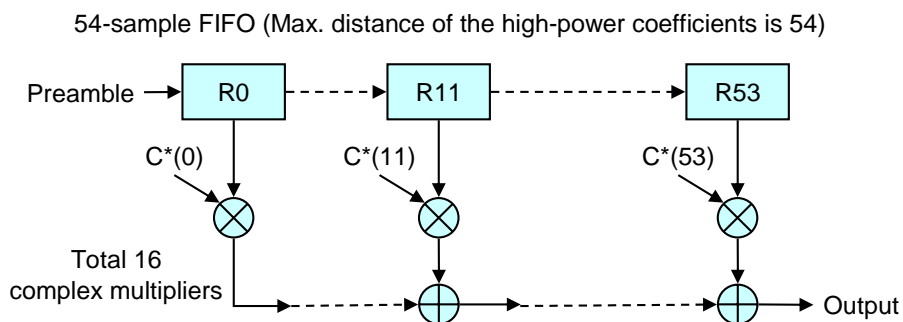 54-sample FIFO (Max. distance of the high-power coefficients is 54)
Preamble
R0
R11
R53
C*(0)
C*(11)
C*(53)
Total 16
complex multipliers
Output